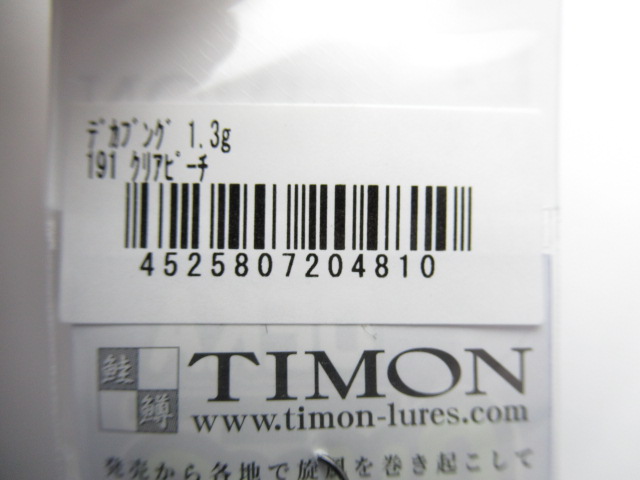 ﾃﾞｶﾌﾞﾝｸﾞ 1.3g
191 ｸﾘｱﾋﾟｰﾁ
4525807204810
鮭
鱒
TIMON
www.timon-lures.com
発売から各地で旋風を巻き起こして